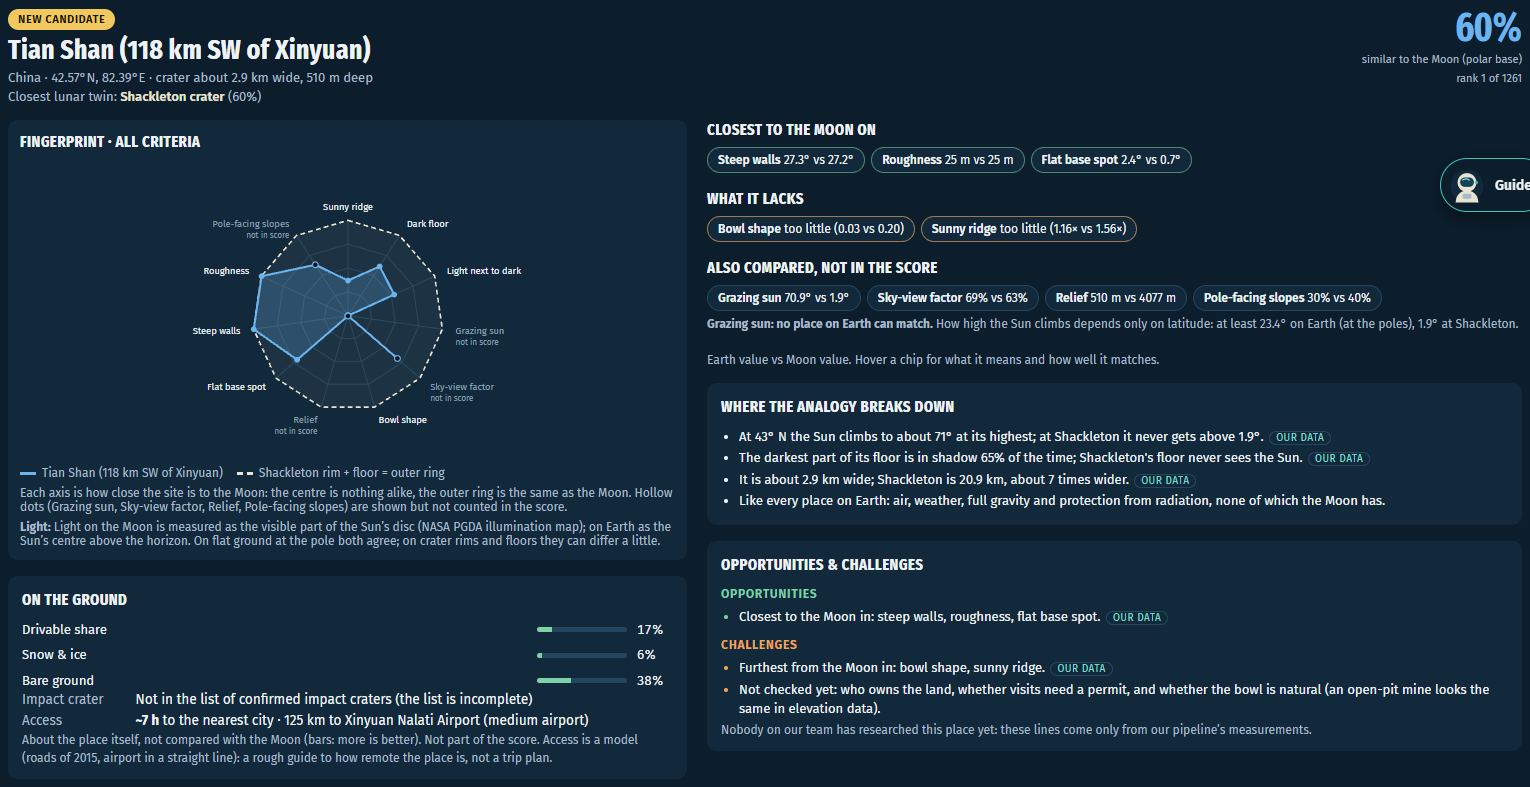 NEW CANDIDATE
Tian Shan (118 km SW of Xinyuan)
China · 42.57°N, 82.39°E · crater about 2.9 km wide, 510 m deep
Closest lunar twin: Shackleton crater (60%)
60%
similar to the Moon (polar base)
rank 1 of 1261
FINGERPRINT · ALL CRITERIA
Sunny ridge
Dark floor
Light next to dark
Grazing sun
not in score
Sky-view factor
not in score
Bowl shape
Relief
not in score
Flat base spot
Steep walls
Roughness
Pole-facing slopes
not in score
Tian Shan (118 km SW of Xinyuan)
Shackleton rim + floor = outer ring
Each axis is how close the site is to the Moon: the centre is nothing alike, the outer ring is the same as the Moon. Hollow
dots (Grazing sun, Sky-view factor, Relief, Pole-facing slopes) are shown but not counted in the score.
Light: Light on the Moon is measured as the visible part of the Sun's disc (NASA PGDA illumination map); on Earth as the
Sun's centre above the horizon. On flat ground at the pole both agree; on crater rims and floors they can differ a little.
ON THE GROUND
Drivable share 17%
Snow & ice 6%
Bare ground 38%
Impact crater Not in the list of confirmed impact craters (the list is incomplete)
Access ~7 h to the nearest city · 125 km to Xinyuan Nalati Airport (medium airport)
About the place itself, not compared with the Moon (bars: more is better). Not part of the score. Access is a model
(roads of 2015, airport in a straight line): a rough guide to how remote the place is, not a trip plan.
CLOSEST TO THE MOON ON
Steep walls 27.3° vs 27.2°
Roughness 25 m vs 25 m
Flat base spot 2.4° vs 0.7°
WHAT IT LACKS
Bowl shape too little (0.03 vs 0.20)
Sunny ridge too little (1.16× vs 1.56×)
ALSO COMPARED, NOT IN THE SCORE
Grazing sun 70.9° vs 1.9°
Sky-view factor 69% vs 63%
Relief 510 m vs 4077 m
Pole-facing slopes 30% vs 40%
Grazing sun: no place on Earth can match. How high the Sun climbs depends only on latitude: at least 23.4° on Earth (at the poles), 1.9° at Shackleton.
Earth value vs Moon value. Hover a chip for what it means and how well it matches.
Guide
WHERE THE ANALOGY BREAKS DOWN
• At 43° N the Sun climbs to about 71° at its highest; at Shackleton it never gets above 1.9°. OUR DATA
• The darkest part of its floor is in shadow 65% of the time; Shackleton's floor never sees the Sun. OUR DATA
• It is about 2.9 km wide; Shackleton is 20.9 km, about 7 times wider. OUR DATA
• Like every place on Earth: air, weather, full gravity and protection from radiation, none of which the Moon has.
OPPORTUNITIES & CHALLENGES
OPPORTUNITIES
• Closest to the Moon in: steep walls, roughness, flat base spot. OUR DATA
CHALLENGES
• Furthest from the Moon in: bowl shape, sunny ridge. OUR DATA
• Not checked yet: who owns the land, whether visits need a permit, and whether the bowl is natural (an open-pit mine looks the
same in elevation data).
Nobody on our team has researched this place yet: these lines come only from our pipeline's measurements.